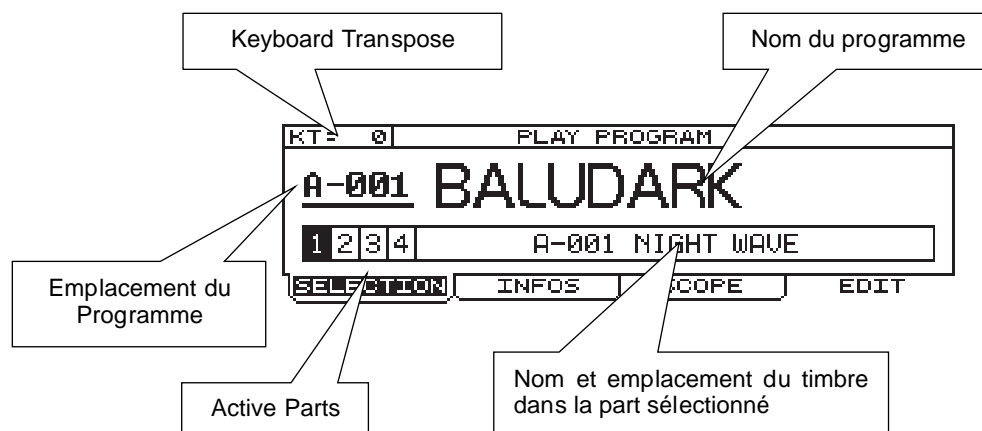 Keyboard Transpose
Nom du programme
KT= 0
PLAY PROGRAM
A-001 BALUDARK
1 2 3 4
A-001 NIGHT WAVE
SELECTION
INFOS
SCOPE
EDIT
Emplacement du
Programme
Active Parts
Nom et emplacement du timbre
dans la part sélectionné